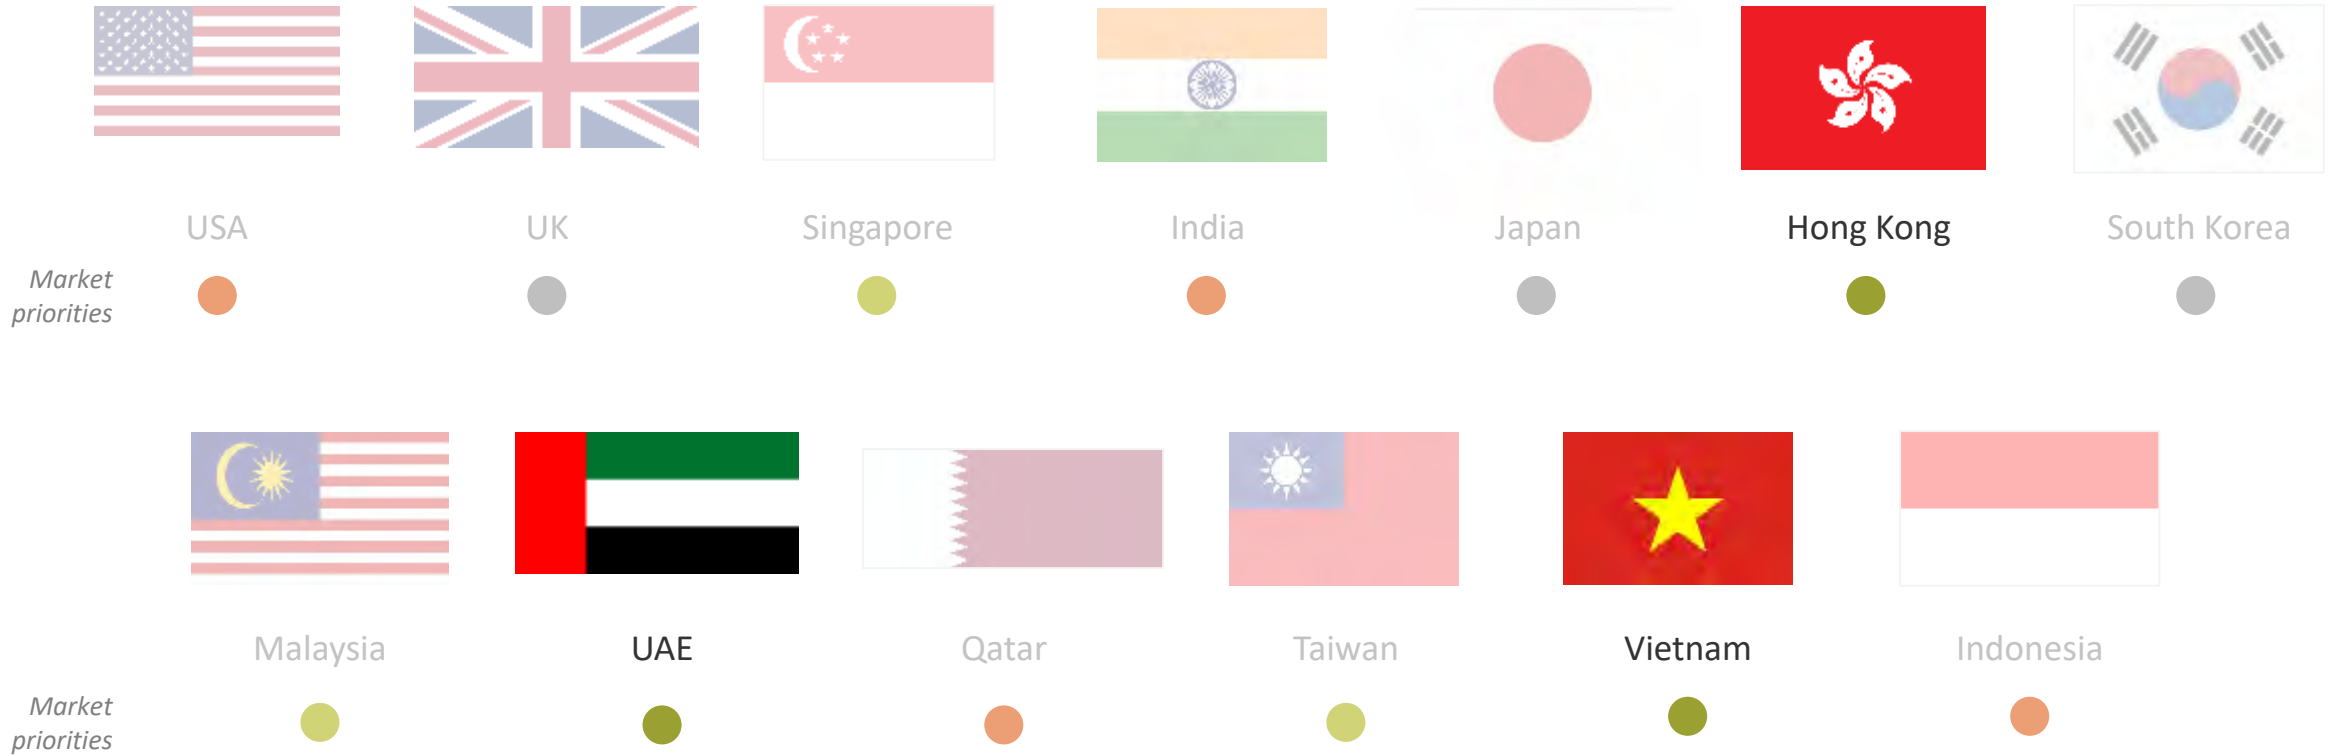 USA
UK
Singapore
India
Japan
Hong Kong
South Korea
Market
priorities
Malaysia
UAE
Qatar
Taiwan
Vietnam
Indonesia
Market
priorities